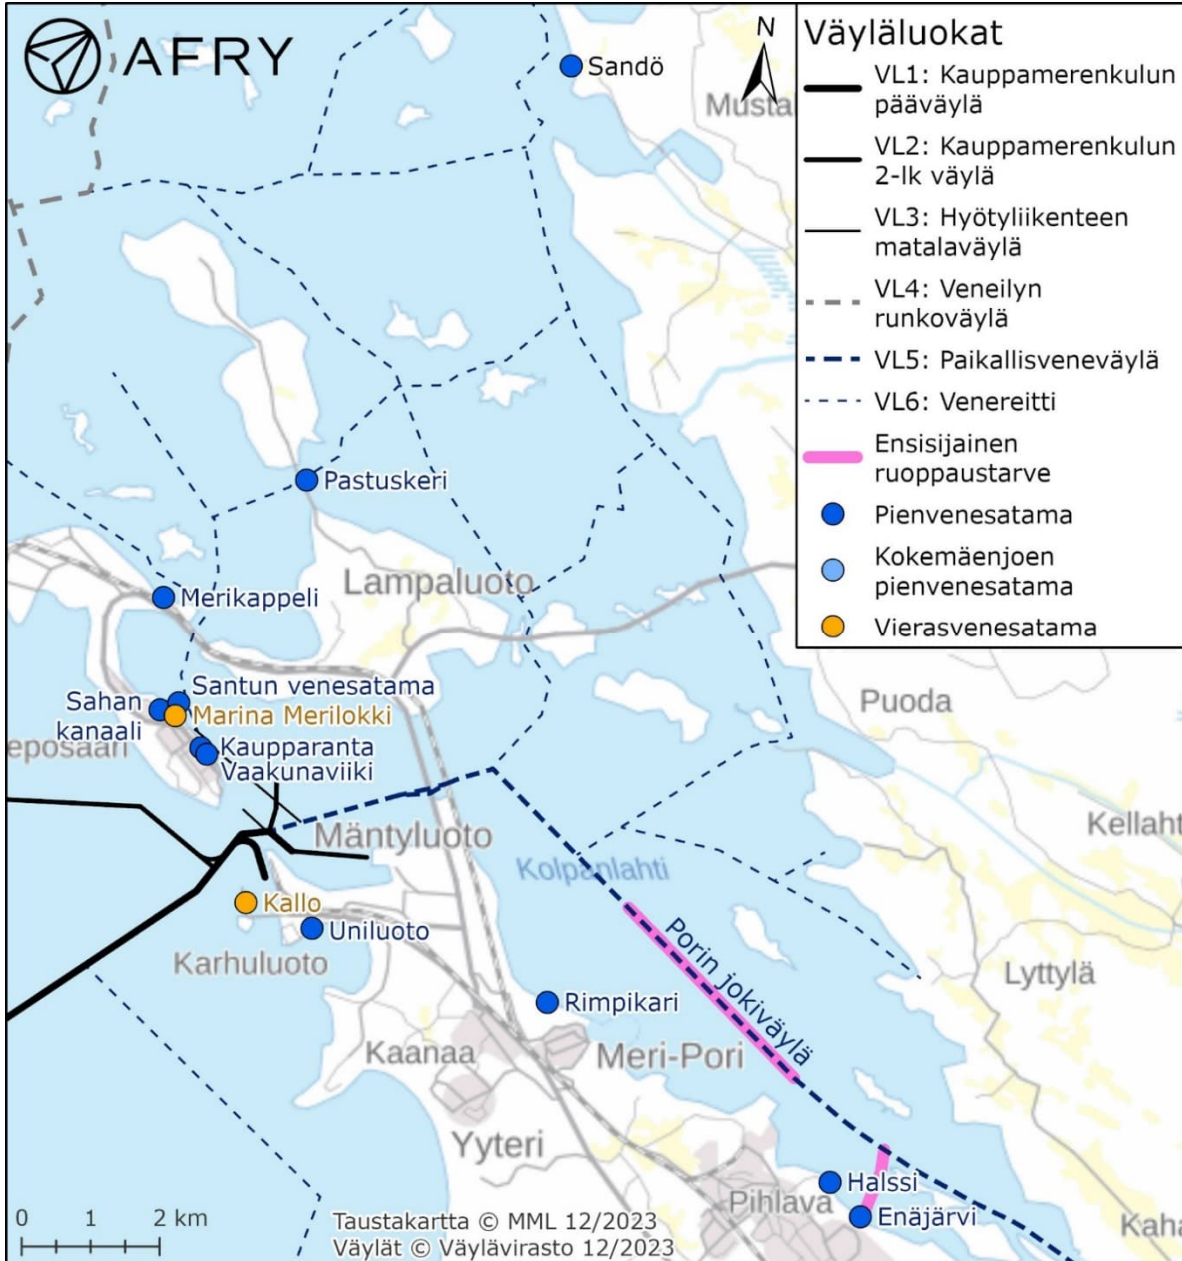 AFRY
N
Väyläluokat
VL1: Kauppamerenkulun
pääväylä
VL2: Kauppamerenkulun
2-lk väylä
VL3: Hyötyliikenteen
matalaväylä
VL4: Veneilyn
runkoväylä
VL5: Paikallisveneväylä
VL6: Venereitti
Ensisijainen
ruoppaustarve
Pienvenesatama
Kokemäenjoen
pienvenesatama
Vierasvenesatama
Sandö
Musta
Pastuskeri
Lampaluoto
Merikappeli
Santun venesatama
Sahan
kanaali
Marina Merilokki
eposaari
Kaupparanta
Vaakunaviiki
Puoda
Kellaht
Mäntyluoto
Kolpanlahti
Kallo
Uniluoto
Karhuluoto
Porin jokiväylä
Lyttylä
Rimpikari
Kaanaa
Meri-Pori
Yyteri
Halssi
Pihlava
Enäjärvi
Kaha
0 1 2 km
Taustakartta © MML 12/2023
Väylät © Väylävirasto 12/2023